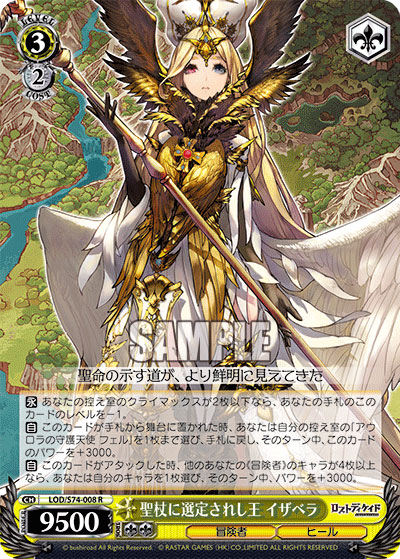 LEVEL
3
2
COST
SAMPLE
聖命の示す道が、より鮮明に見えてきた
永 あなたの控え室のクライマックスが2枚以下なら、あなたの手札のこの
カードのレベルを－1。
自 このカードが手札から舞台に置かれた時、あなたは自分の控え室の「アウ
ロラの守護天使 フェル」を1枚まで選び、手札に戻し、そのターン中、このカード
のパワーを＋3000。
自 このカードがアタックした時、他のあなたの《冒険者》のキャラが4枚以上
なら、あなたは自分のキャラを1枚選び、そのターン中、パワーを＋3000。
CH LOD/S74-008 R
聖杖に選定されし王 イザベラ
ロストディケイド
9500
冒険者
ヒール
©bushiroad All Rights Reserved.
© RASTAR GAMES (HK) CO.,LIMITED ALL RIGHTS RESERVED.